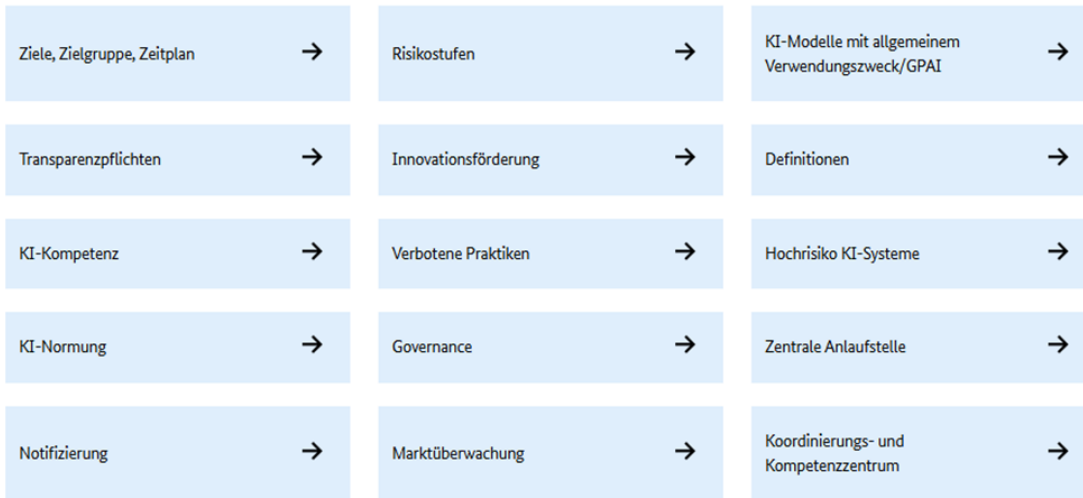 Ziele, Zielgruppe, Zeitplan
Risikostufen
KI-Modelle mit allgemeinem
Verwendungszweck/GPAI
Transparenzpflichten
Innovationsförderung
Definitionen
KI-Kompetenz
Verbotene Praktiken
Hochrisiko KI-Systeme
KI-Normung
Governance
Zentrale Anlaufstelle
Notifizierung
Marktüberwachung
Koordinierungs- und
Kompetenzzentrum